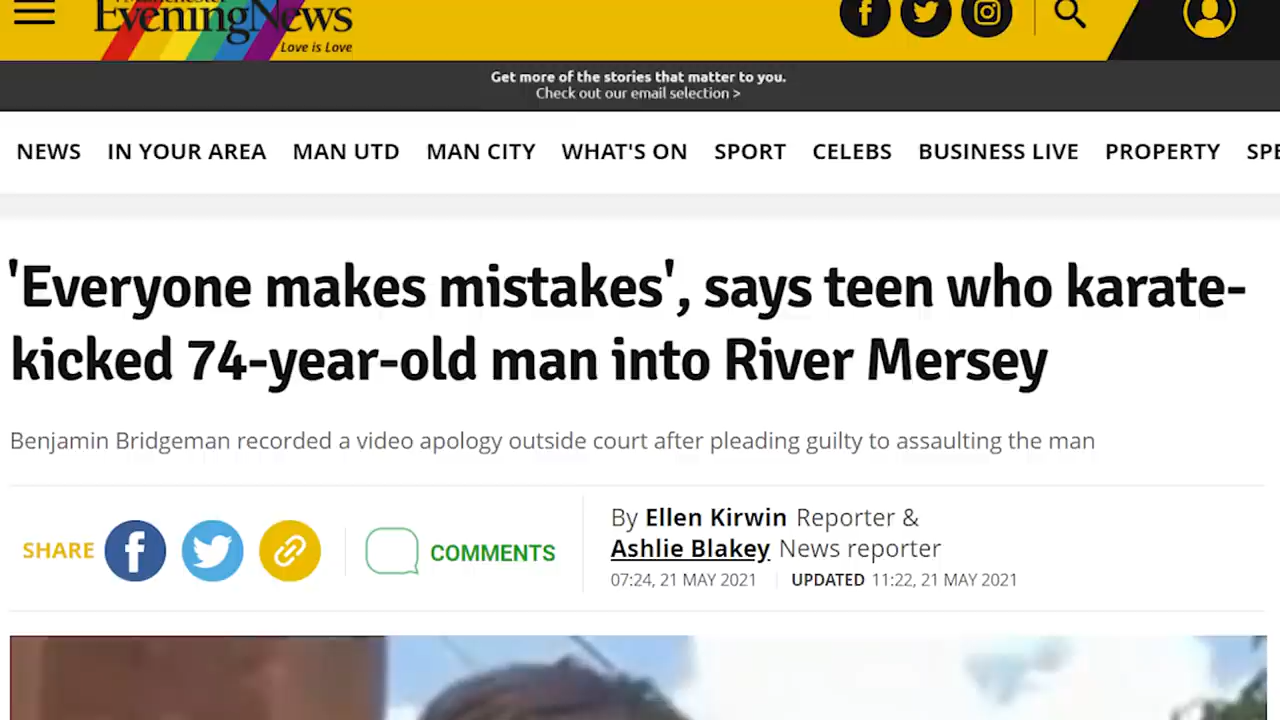 Manchester
EveningNews
Love is Love
Get more of the stories that matter to you.
Check out our email selection >
NEWS IN YOUR AREA MAN UTD MAN CITY WHAT'S ON SPORT CELEBS BUSINESS LIVE PROPERTY SPE
'Everyone makes mistakes', says teen who karate-
kicked 74-year-old man into River Mersey
Benjamin Bridgeman recorded a video apology outside court after pleading guilty to assaulting the man
By Ellen Kirwin Reporter &
SHARE COMMENTS Ashlie Blakey News reporter
07:24, 21 MAY 2021 UPDATED 11:22, 21 MAY 2021